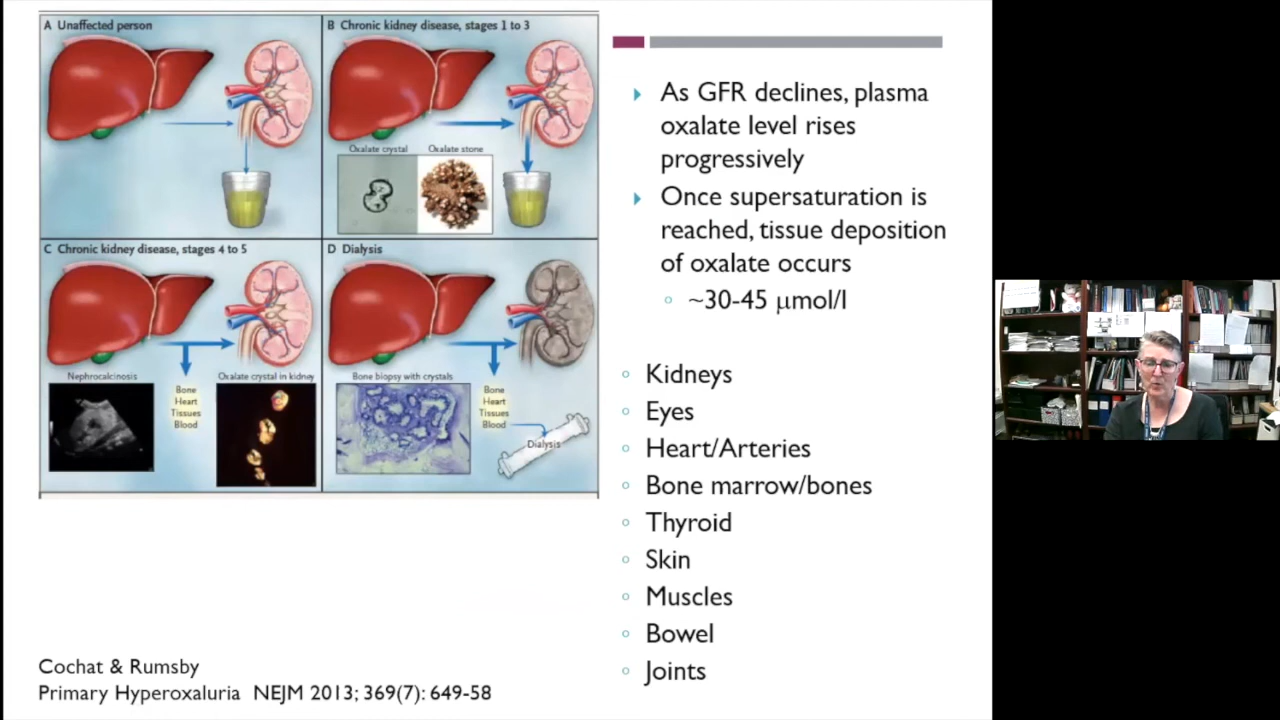 A Unaffected person
B Chronic kidney disease, stages 1 to 3
Oxalate crystal
Oxalate stone
C Chronic kidney disease, stages 4 to 5
Nephrocalcinosis
Bone
Heart
Tissues
Blood
Oxalate crystal in kidney
D Dialysis
Bone biopsy with crystals
Bone
Heart
Tissues
Blood
Dialysis
As GFR declines, plasma
oxalate level rises
progressively
Once supersaturation is
reached, tissue deposition
of oxalate occurs
~30-45 μmol/l
Kidneys
Eyes
Heart/Arteries
Bone marrow/bones
Thyroid
Skin
Muscles
Bowel
Joints
Cochat & Rumsby
Primary Hyperoxaluria NEJM 2013; 369(7): 649-58